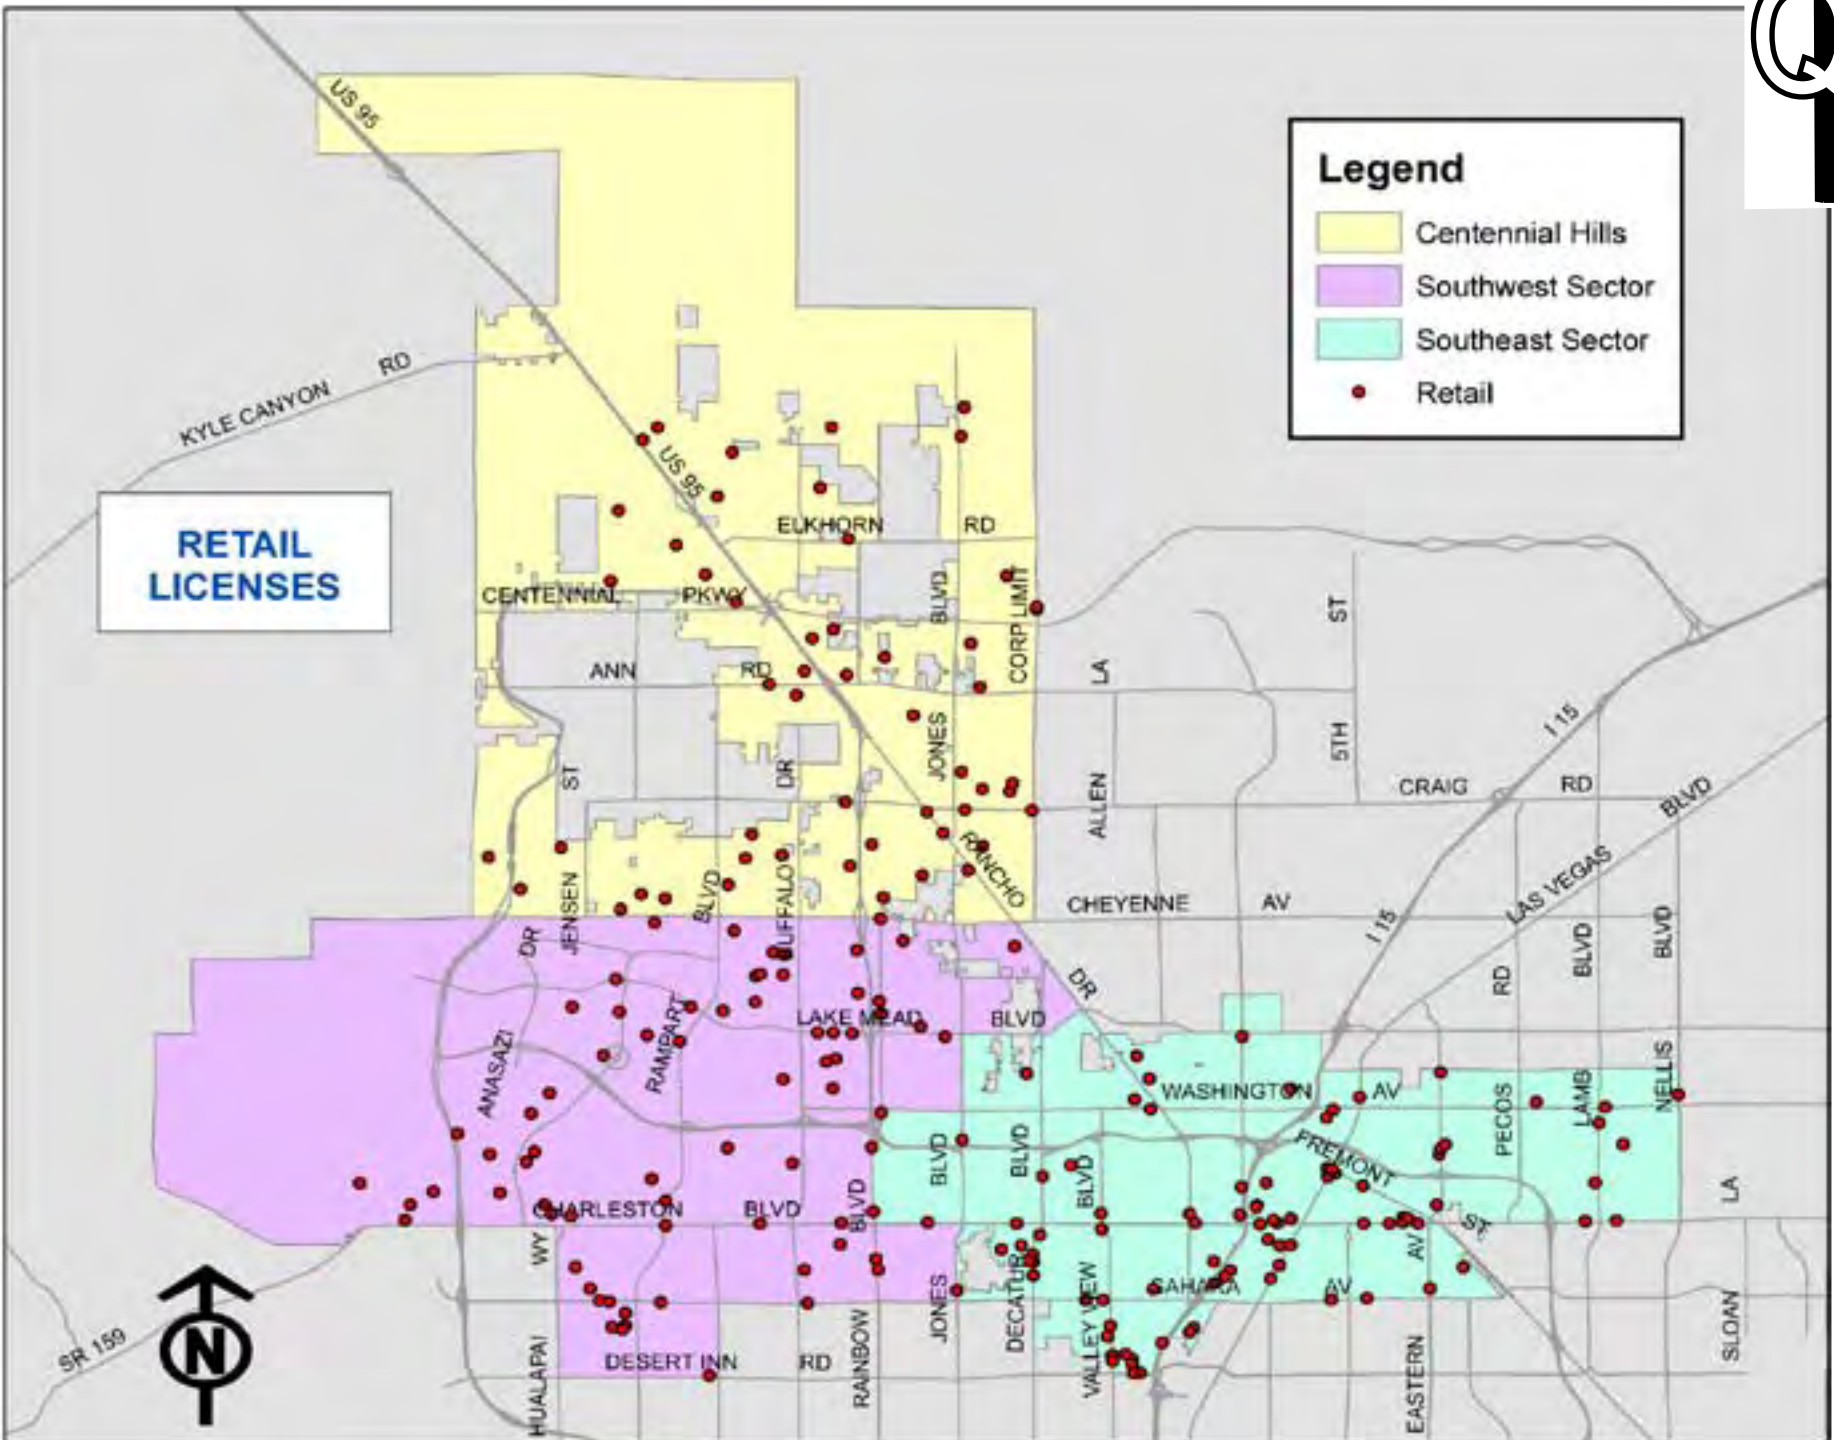 Q
US 95
Legend
Centennial Hills
Southwest Sector
Southeast Sector
Retail
KYLE CANYON RD
US 95
RETAIL
LICENSES
ELKHORN RD
CENTENNIAL PKWY
BLVD
CORP LIMIT
ST
ANN RD
LA
I 15
JONES
5TH
ST
DR
CRAIG RD
BLVD
ALLEN
RANCHO
LAS VEGAS
CHEYENNE AV
JENSEN
BLVD
BUFFALO
I 15
BLVD
BLVD
DR
RD
DR
LAKE MEAD BLVD
RAMPART
ANASAZI
WASHINGTON AV
PECOS
LAMB
NELLIS
FREMONT
BLVD
BLVD
BLVD
LA
CHARLESTON BLVD
BLVD
ST
WY
AV
DECATUR
VALLEY VIEW
SAHARA AV
JONES
SLOAN
SR 159
N
HUALAPAI
DESERT INN RD
RAINBOW
EASTERN